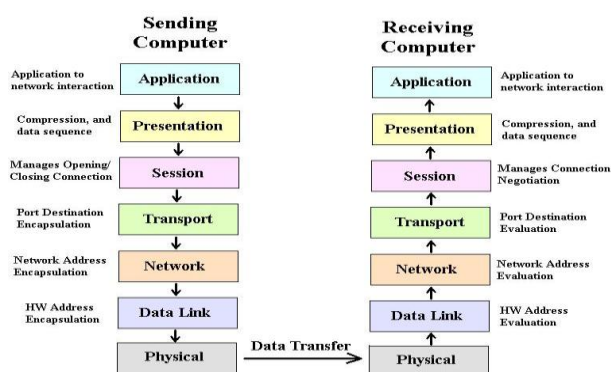 Sending
Computer
Receiving
Computer
Application to
network interaction
Application
Application
Application to
network interaction
Compression, and
data sequence
Presentation
Presentation
Compression, and
data sequence
Manages Opening/
Closing Connection
Session
Session
Manages Connection
Negotiation
Port Destination
Encapsulation
Transport
Transport
Port Destination
Evaluation
Network Address
Encapsulation
Network
Network
Network Address
Evaluation
HW Address
Encapsulation
Data Link
Data Link
HW Address
Evaluation
Physical
Data Transfer
Physical